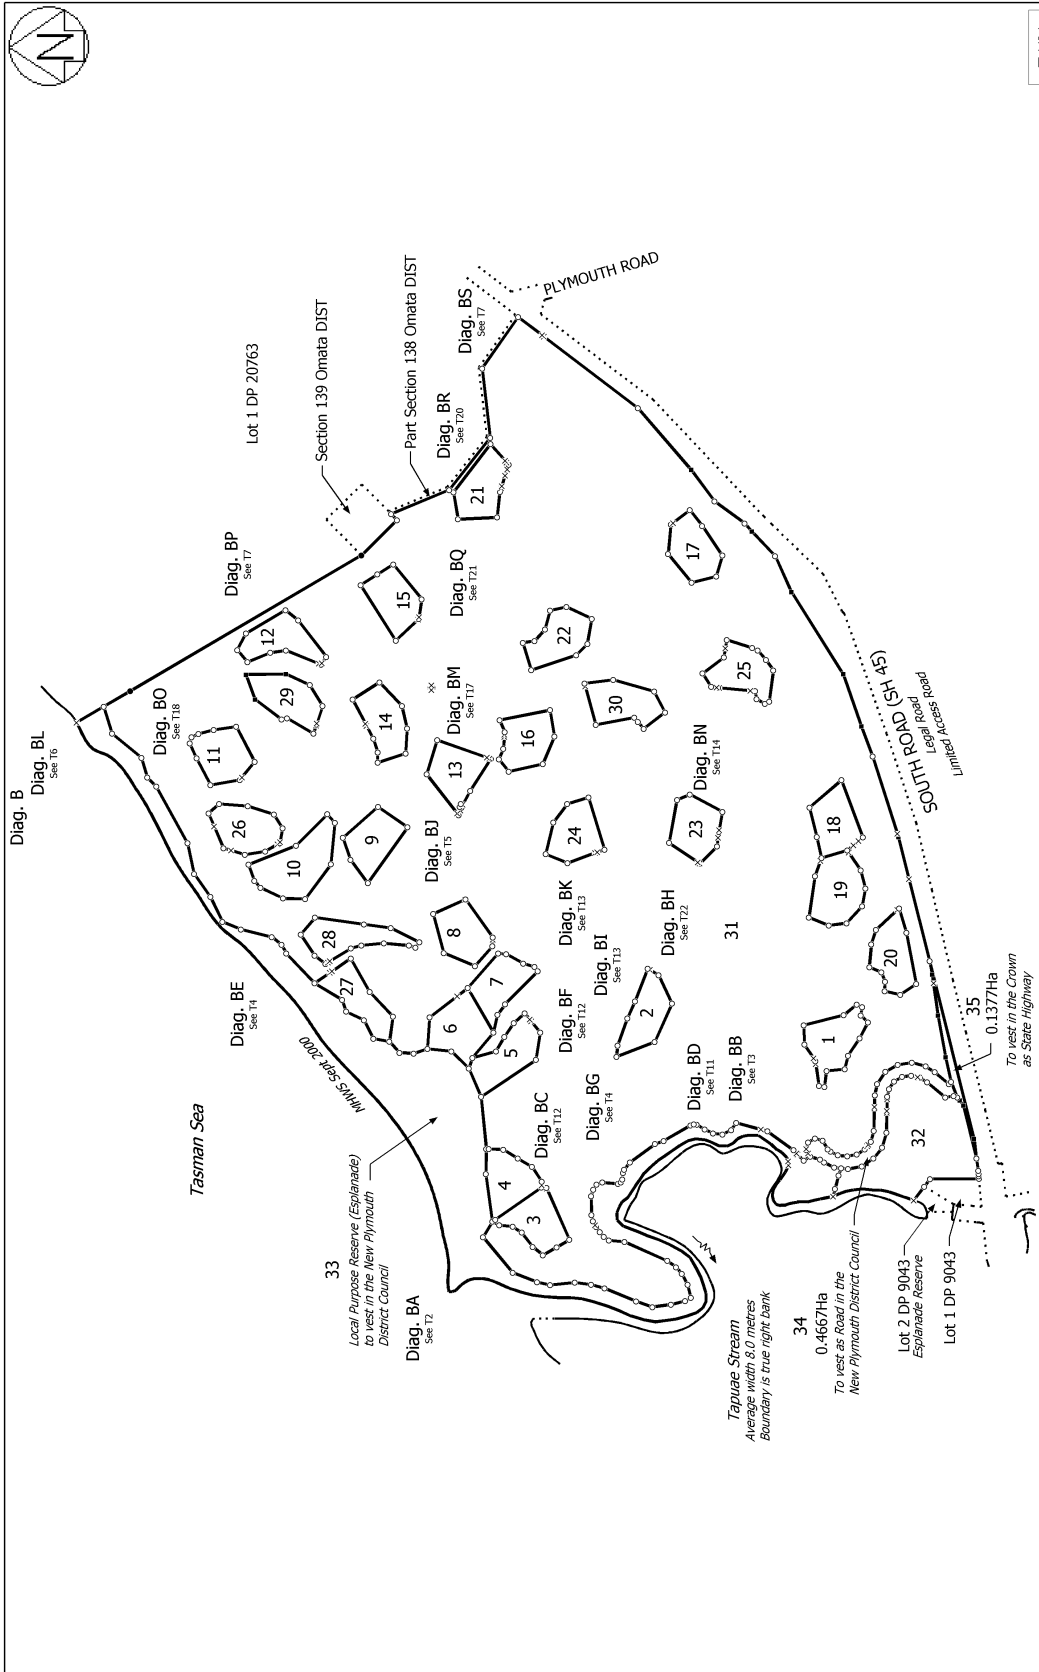 N
Diag. B
Diag. BL
See T6
Tasman Sea
MHWS Sept 2000
Diag. BO
See T18
Diag. BP
See T7
Lot 1 DP 20763
Section 139 Omata DIST
Part Section 138 Omata DIST
Diag. BR
See T20
Diag. BS
See T7
PLYMOUTH ROAD
33
Local Purpose Reserve (Esplanade)
to vest in the New Plymouth
District Council
Diag. BA
See T2
Diag. BE
See T4
28
27
10
26
11
29
12
15
21
Diag. BQ
See T21
14
Diag. BM
See T17
13
9
Diag. BJ
See T5
8
6
7
5
4
3
Diag. BC
See T12
Diag. BF
See T12
Diag. BG
See T4
Diag. BI
See T13
Diag. BK
See T13
24
16
22
30
17
25
Diag. BN
See T14
23
Diag. BH
See T22
31
2
Diag. BD
See T11
Diag. BB
See T3
1
20
19
18
SOUTH ROAD (SH 45)
Legal Road
Limited Access Road
32
35
0.1377Ha
To vest in the Crown
as State Highway
Tapuae Stream
Average width 8.0 metres
Boundary is true right bank
34
0.4667Ha
To vest as Road in the
New Plymouth District Council
Lot 2 DP 9043
Esplanade Reserve
Lot 1 DP 9043